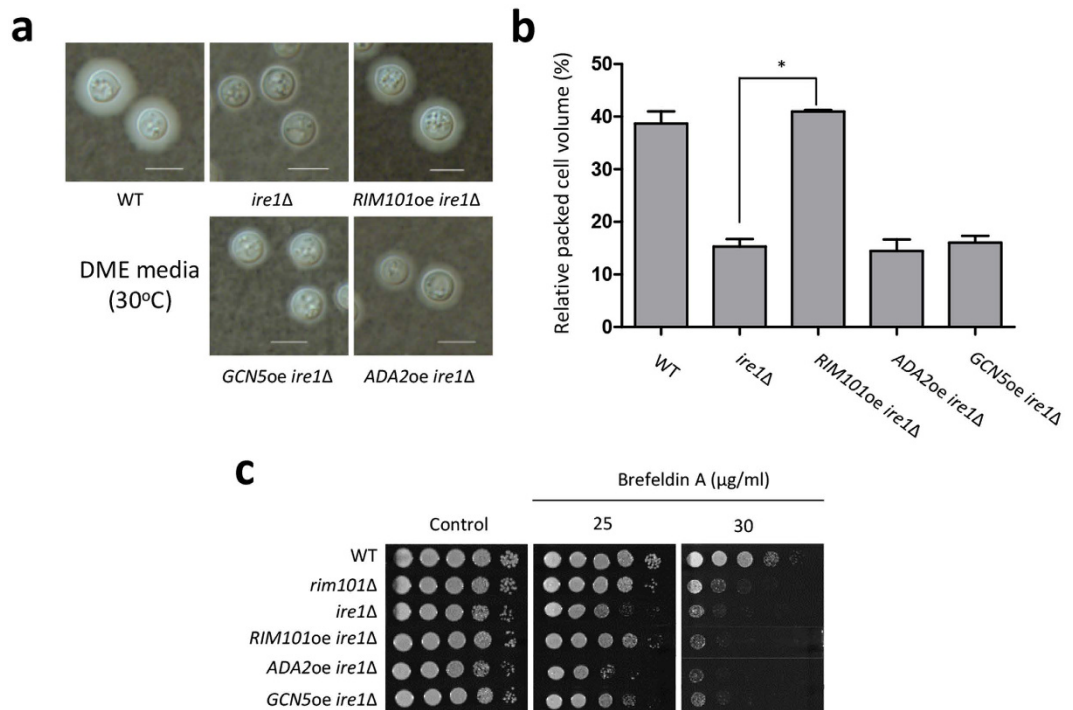 a
WT
ire1Δ
RIM101oe ire1Δ
DME media
(30°C)
GCN5oe ire1Δ
ADA2oe ire1Δ
b
Relative packed cell volume (%)
50
40
30
20
10
0
*
WT
ire1Δ
RIM101oe ire1Δ
ADA2oe ire1Δ
GCN5oe ire1Δ
c
Brefeldin A (µg/ml)
Control
25
30
WT
rim101Δ
ire1Δ
RIM101oe ire1Δ
ADA2oe ire1Δ
GCN5oe ire1Δ